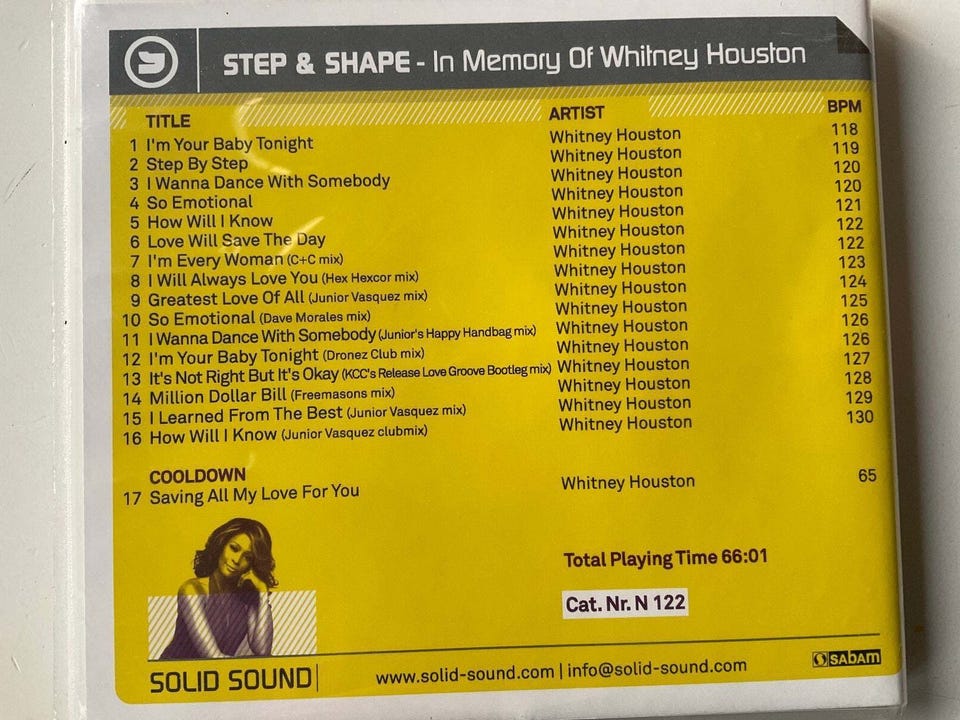 STEP & SHAPE - In Memory Of Whitney Houston
TITLE ARTIST BPM
1 I'm Your Baby Tonight Whitney Houston 118
2 Step By Step Whitney Houston 119
3 I Wanna Dance With Somebody Whitney Houston 120
4 So Emotional Whitney Houston 120
5 How Will I Know Whitney Houston 121
6 Love Will Save The Day Whitney Houston 122
7 I'm Every Woman (C+C mix) Whitney Houston 122
8 I Will Always Love You (Hex Hexcor mix) Whitney Houston 123
9 Greatest Love Of All (Junior Vasquez mix) Whitney Houston 124
10 So Emotional (Dave Morales mix) Whitney Houston 125
11 I Wanna Dance With Somebody (Junior's Happy Handbag mix) Whitney Houston 126
12 I'm Your Baby Tonight (Dronez Club mix) Whitney Houston 126
13 It's Not Right But It's Okay (KCC's Release Love Groove Bootleg mix) Whitney Houston 127
14 Million Dollar Bill (Freemasons mix) Whitney Houston 128
15 I Learned From The Best (Junior Vasquez mix) Whitney Houston 129
16 How Will I Know (Junior Vasquez clubmix) Whitney Houston 130
COOLDOWN
17 Saving All My Love For You Whitney Houston 65
Total Playing Time 66:01
Cat. Nr. N 122
SOLID SOUND| www.solid-sound.com | info@solid-sound.com sabam